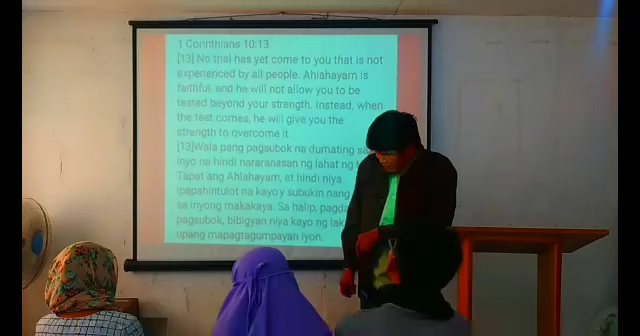 1 Corinthians 10:13
[13] No trial has yet come to you that is not
experienced by all people. Ahlahayam is
faithful, and he will not allow you to be
tested beyond your strength. Instead, when
the test comes, he will give you the
strength to overcome it.
[13]Wala pang pagsubok na dumating sa
inyo na hindi nararanasan ng lahat ng
Tapat ang Ahlahayam, at hindi niya
ipapahintulot na kayo'y subukin nang
sa inyong makakaya. Sa halip,
pagsubok, bibigyan niya kayo ng
upang mapagtagumpayan iyon.